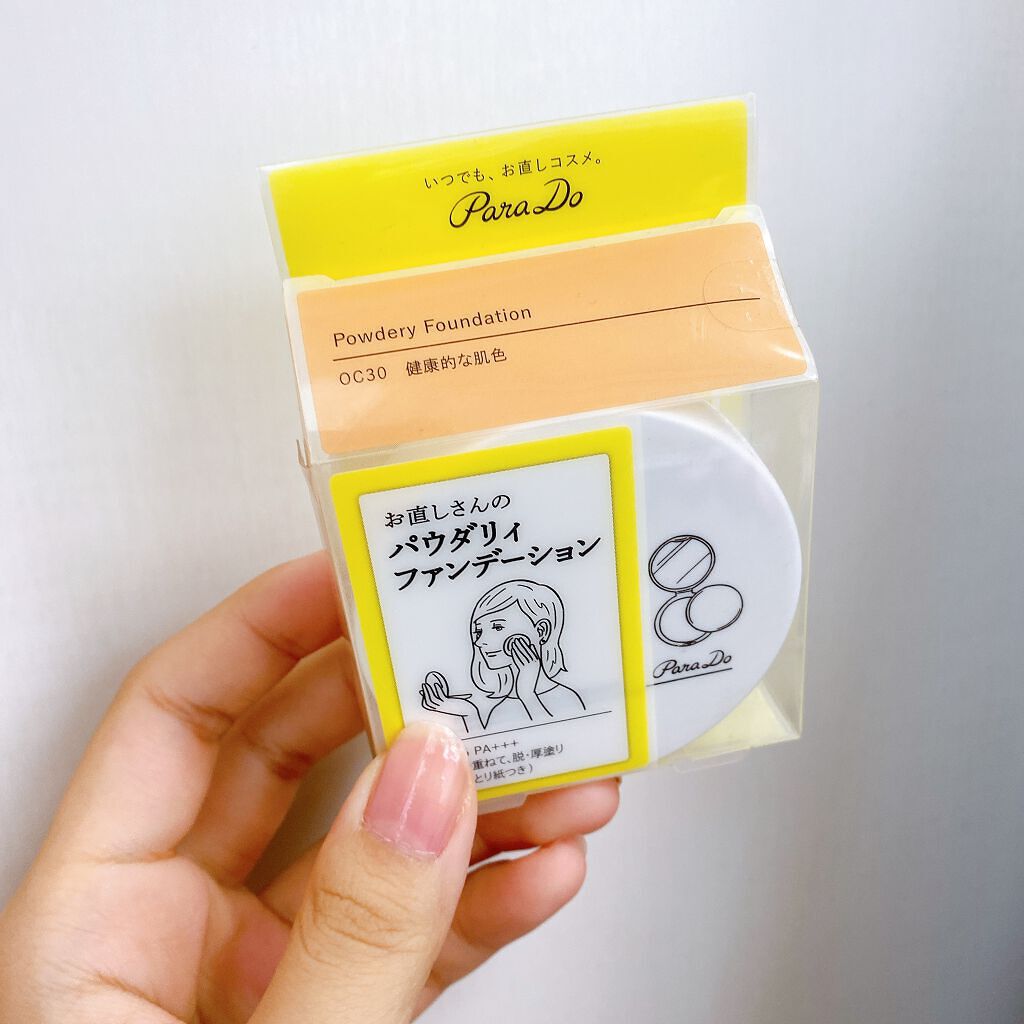 いつでも、お直しコスメ。
Para Do
Powdery Foundation
OC30 健康的な肌色
お直しさんの
パウダリィ
ファンデーション
Para Do
PA+++
重ねて、脱・厚塗り
とり紙つき）